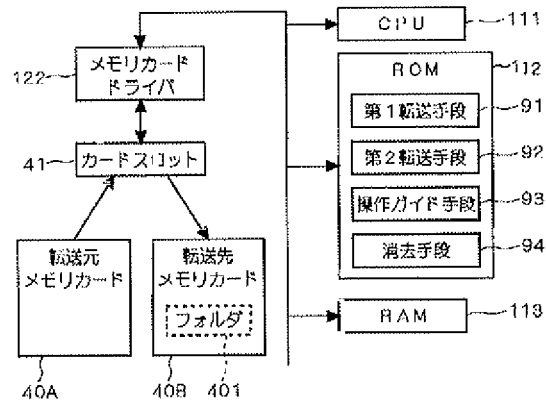 CPU
111
メモリカード
ドライバ
122
ROM
112
第1転送手段
91
カードスロット
41
第2転送手段
92
操作ガイド手段
93
消去手段
94
転送元
メモリカード
転送先
メモリカード
フォルダ
RAM
113
40A
40B
401